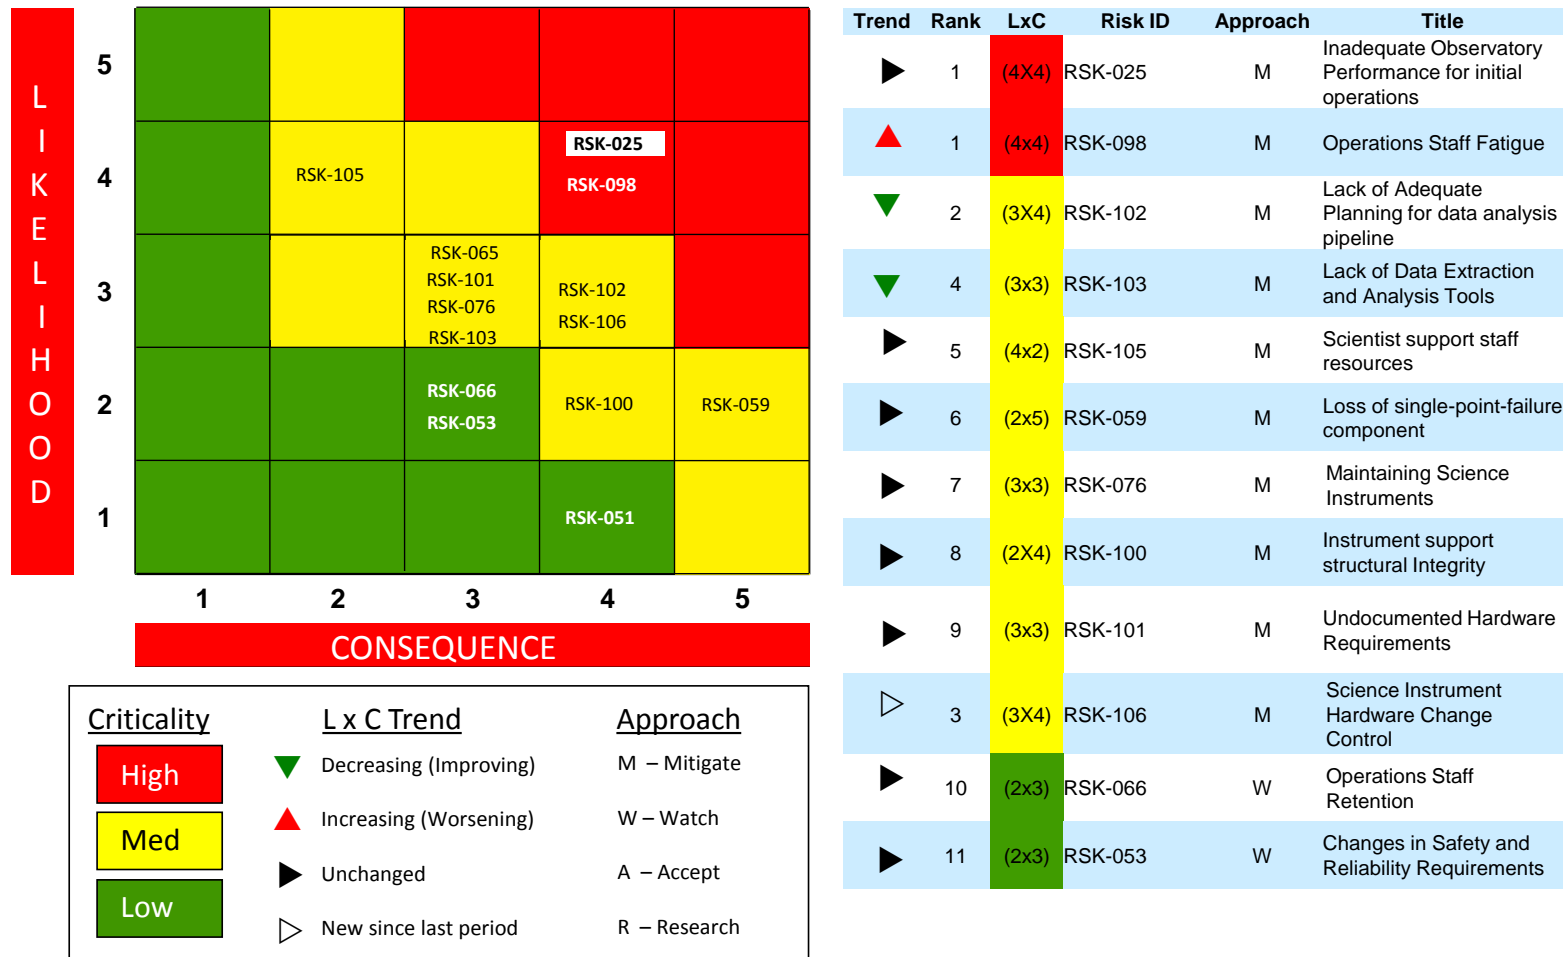 L
I
K
E
L
I
H
O
O
D
5
4
3
2
1
RSK-025
RSK-105
RSK-098
RSK-065
RSK-101
RSK-076
RSK-103
RSK-102
RSK-106
RSK-066
RSK-053
RSK-100
RSK-059
RSK-051
1 2 3 4 5
CONSEQUENCE
Criticality
High
Med
Low
L x C Trend
Decreasing (Improving)
Increasing (Worsening)
Unchanged
New since last period
Approach
M – Mitigate
W – Watch
A – Accept
R – Research
Trend Rank LxC Risk ID Approach Title
1 (4X4) RSK-025 M Inadequate Observatory
Performance for initial
operations
1 (4x4) RSK-098 M Operations Staff Fatigue
2 (3X4) RSK-102 M Lack of Adequate
Planning for data analysis
pipeline
4 (3x3) RSK-103 M Lack of Data Extraction
and Analysis Tools
5 (4x2) RSK-105 M Scientist support staff
resources
6 (2x5) RSK-059 M Loss of single-point-failure
component
7 (3x3) RSK-076 M Maintaining Science
Instruments
8 (2X4) RSK-100 M Instrument support
structural Integrity
9 (3x3) RSK-101 M Undocumented Hardware
Requirements
3 (3X4) RSK-106 M Science Instrument
Hardware Change
Control
10 (2x3) RSK-066 W Operations Staff
Retention
11 (2x3) RSK-053 W Changes in Safety and
Reliability Requirements